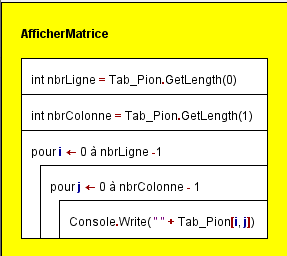 AfficherMatrice
int nbrLigne = Tab_Pion.GetLength(0)
int nbrColonne = Tab_Pion.GetLength(1)
pour i ← 0 à nbrLigne -1
pour j ← 0 à nbrColonne - 1
Console.Write(" " + Tab_Pion[i, j])